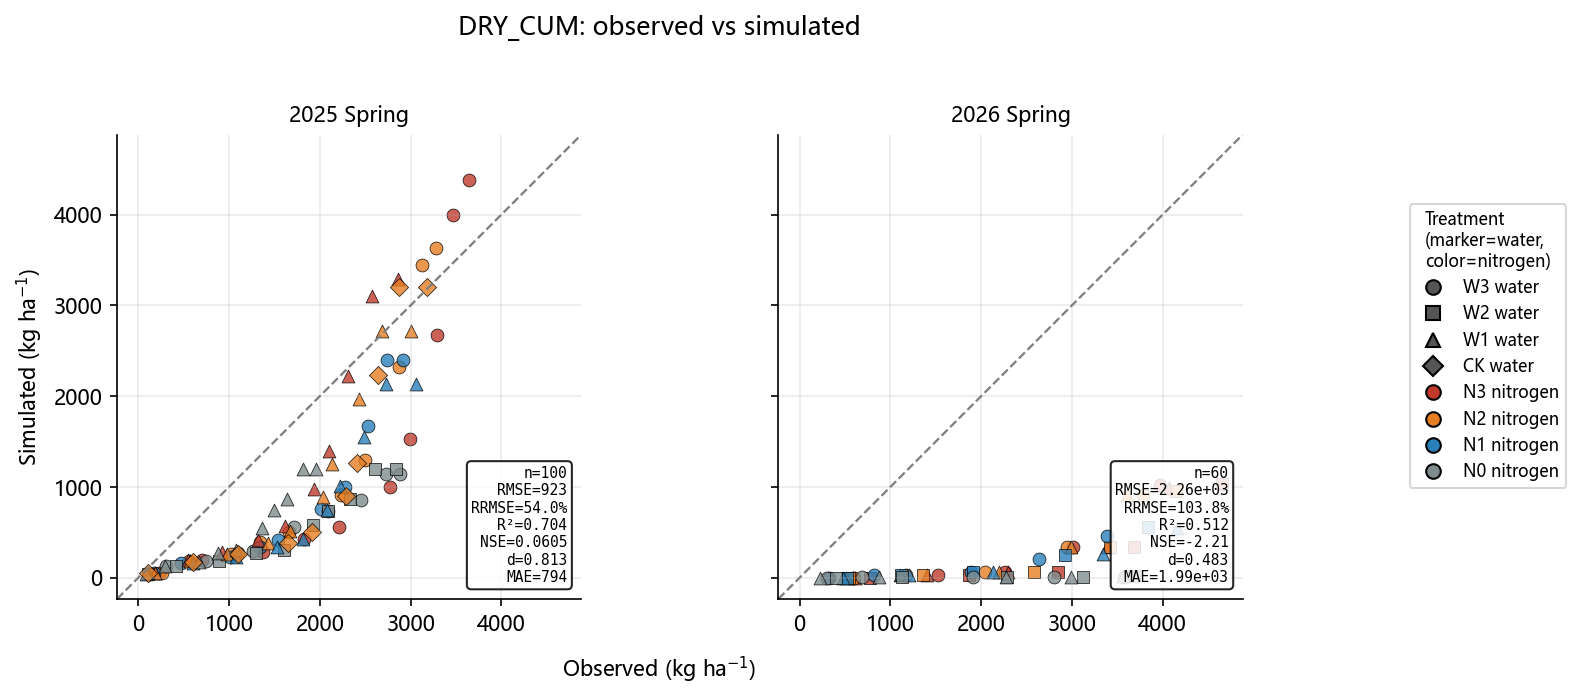 DRY_CUM: observed vs simulated
2025 Spring
2026 Spring
Simulated (kg ha⁻¹)
4000
3000
2000
1000
0
0
1000
2000
3000
4000
n=100
RMSE=923
RRMSE=54.0%
R²=0.704
NSE=0.0605
d=0.813
MAE=794
0
1000
2000
3000
4000
n=60
RMSE=2.26e+03
RRMSE=103.8%
R²=0.512
NSE=-2.21
d=0.483
MAE=1.99e+03
Observed (kg ha⁻¹)
Treatment
(marker=water,
color=nitrogen)
W3 water
W2 water
W1 water
CK water
N3 nitrogen
N2 nitrogen
N1 nitrogen
N0 nitrogen